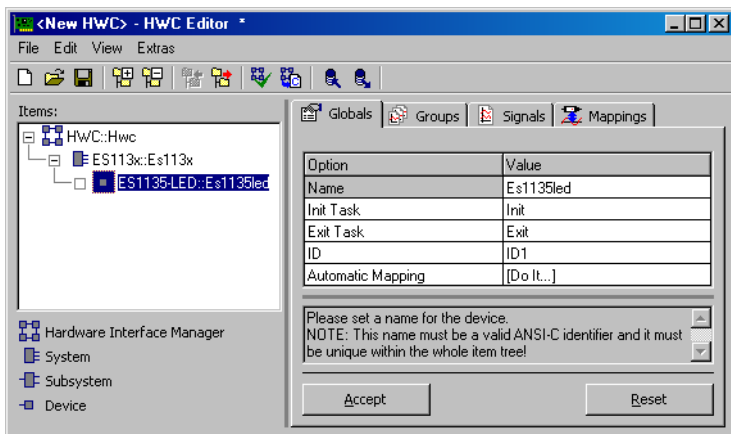 <New HWC> - HWC Editor *
File Edit View Extras
Items:
HWC::Hwc
ES113x::Es113x
ES1135-LED::Es1135led
Hardware Interface Manager
System
Subsystem
Device
Globals Groups Signals Mappings
Option Value
Name Es1135led
Init Task Init
Exit Task Exit
ID ID1
Automatic Mapping [Do It...]
Please set a name for the device.
NOTE: This name must be a valid ANSI-C identifier and it must
be unique within the whole item tree!
Accept Reset